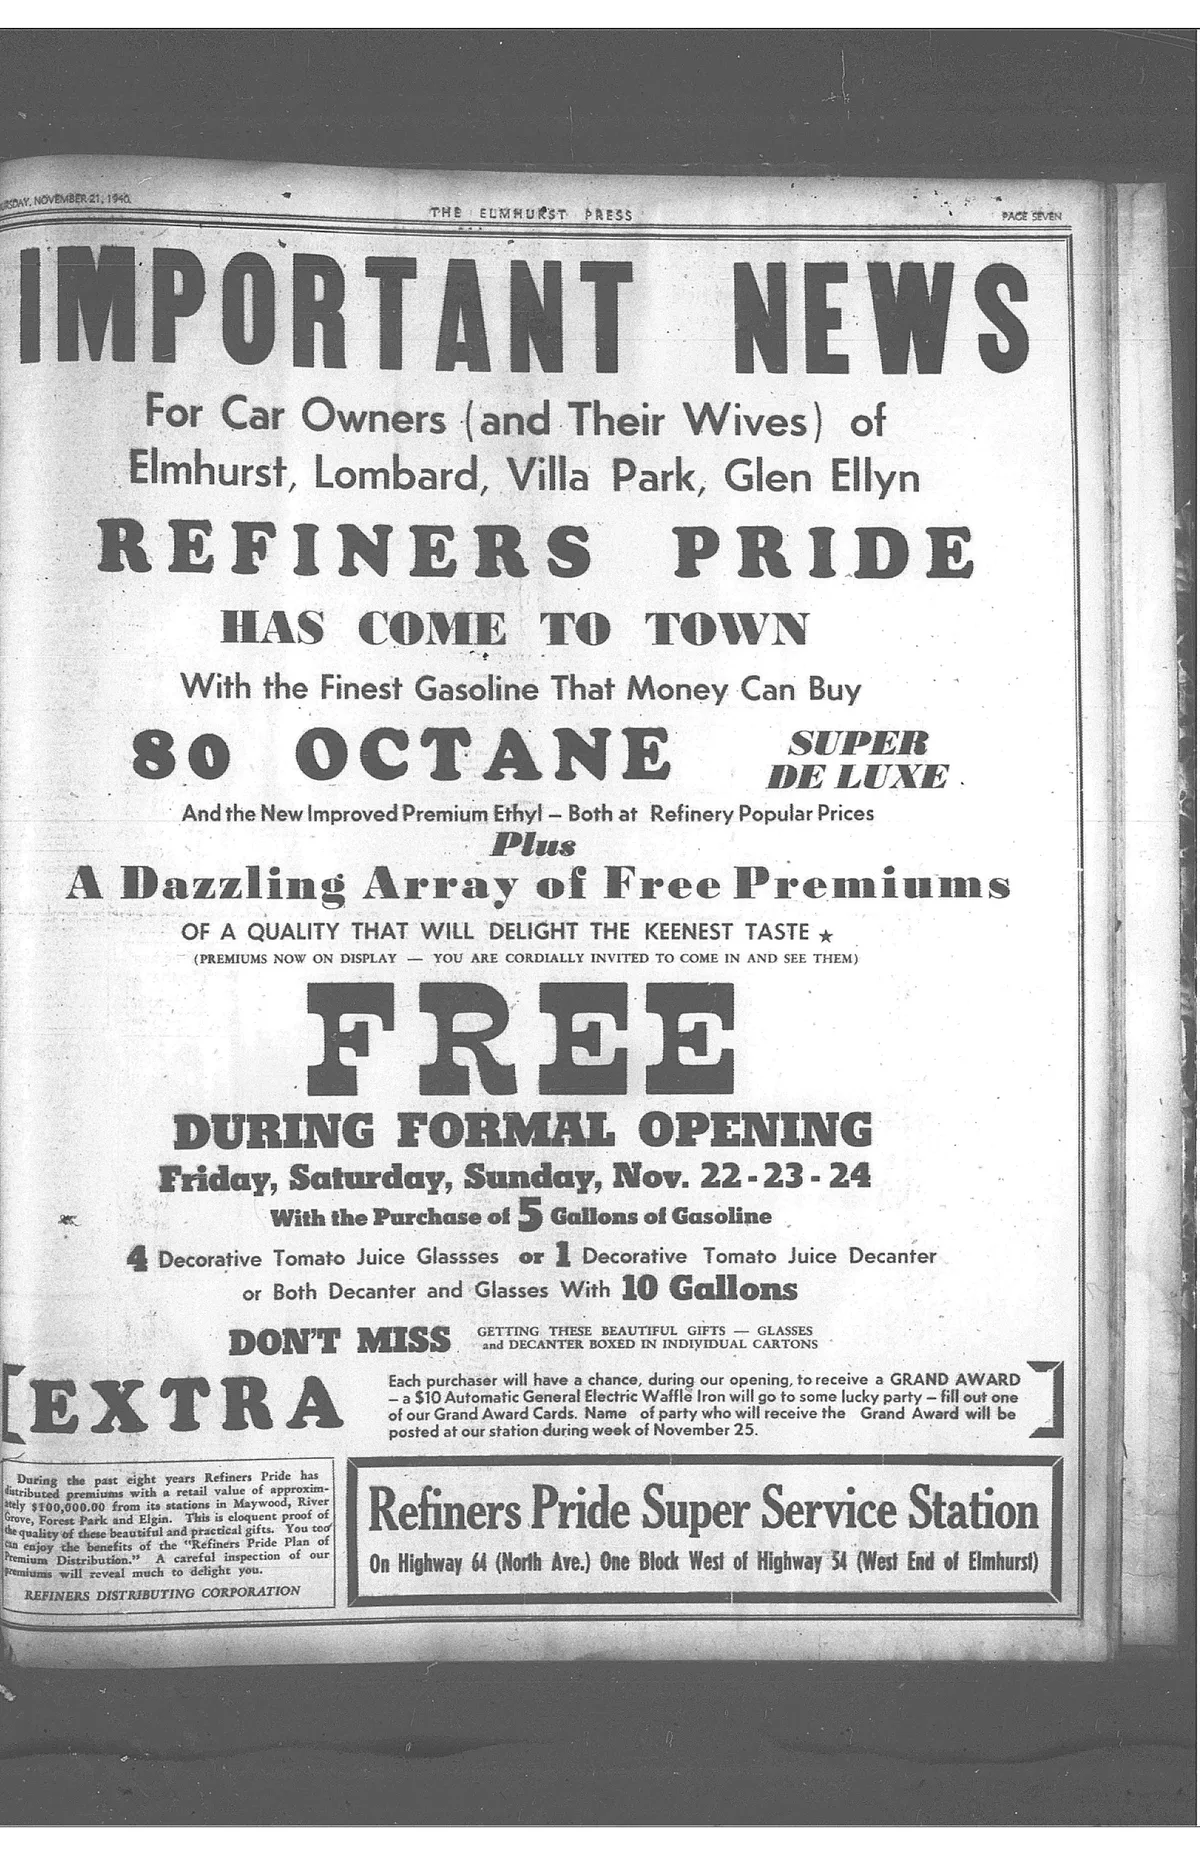 URSDAY, NOVEMBER 21, 1940.
THE ELMHURST PRESS
PAGE SEVEN
IMPORTANT NEWS
For Car Owners (and Their Wives) of
Elmhurst, Lombard, Villa Park, Glen Ellyn
REFINERS PRIDE
HAS COME TO TOWN
With the Finest Gasoline That Money Can Buy
80 OCTANE SUPER
DE LUXE
And the New Improved Premium Ethyl – Both at Refinery Popular Prices
Plus
A Dazzling Array of Free Premiums
OF A QUALITY THAT WILL DELIGHT THE KEENEST TASTE ★
(PREMIUMS NOW ON DISPLAY — YOU ARE CORDIALLY INVITED TO COME IN AND SEE THEM)
FREE
DURING FORMAL OPENING
Friday, Saturday, Sunday, Nov. 22 - 23 - 24
With the Purchase of 5 Gallons of Gasoline
4 Decorative Tomato Juice Glassses or 1 Decorative Tomato Juice Decanter
or Both Decanter and Glasses With 10 Gallons
DON'T MISS
GETTING THESE BEAUTIFUL GIFTS — GLASSES
and DECANTER BOXED IN INDIVIDUAL CARTONS
[EXTRA
Each purchaser will have a chance, during our opening, to receive a GRAND AWARD
– a $10 Automatic General Electric Waffle Iron will go to some lucky party – fill out one
of our Grand Award Cards. Name of party who will receive the Grand Award will be
posted at our station during week of November 25. ]
During the past eight years Refiners Pride has
distributed premiums with a retail value of approxim-
ately $100,000.00 from its stations in Maywood, River
Grove, Forest Park and Elgin. This is eloquent proof of
the quality of these beautiful and practical gifts. You too
can enjoy the benefits of the "Refiners Pride Plan of
Premium Distribution." A careful inspection of our
premiums will reveal much to delight you.
REFINERS DISTRIBUTING CORPORATION
Refiners Pride Super Service Station
On Highway 64 (North Ave.) One Block West of Highway 54 (West End of Elmhurst)